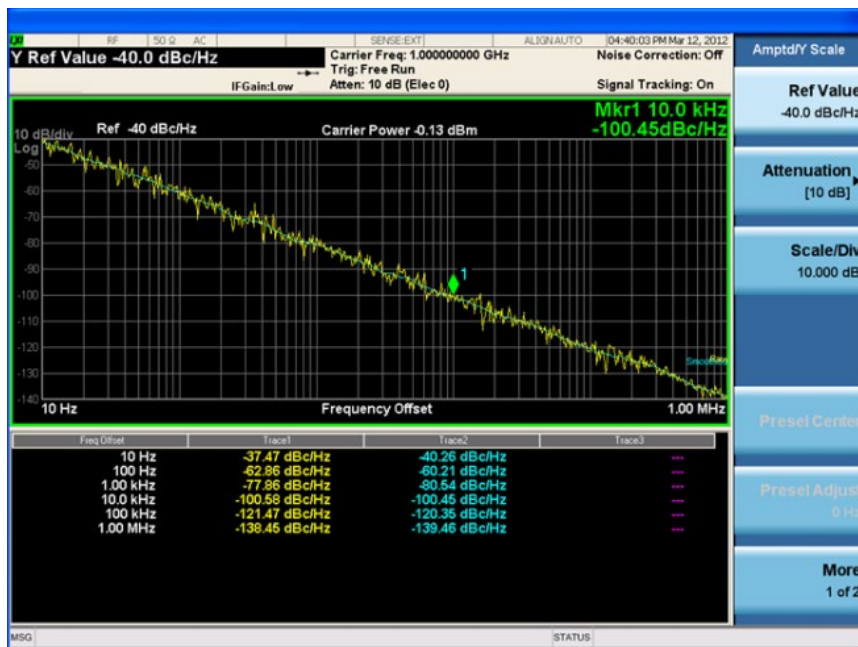 LXI RF 50 Ω AC SENSE:EXT ALIGN AUTO 04:40:03 PM Mar 12, 2012
Y Ref Value -40.0 dBc/Hz
Carrier Freq: 1.000000000 GHz
Noise Correction: Off
Trig: Free Run
IFGain:Low
Atten: 10 dB (Elec 0)
Signal Tracking: On
Mkr1 10.0 kHz
-100.45dBc/Hz
10 dB/div
Log
Ref -40 dBc/Hz
Carrier Power -0.13 dBm
-50
-60
-70
-80
-90
-100
-110
-120
-130
-140
1
Raw
10 Hz
Frequency Offset
1.00 MHz
Freq Offset Trace1 Trace2 Trace3
10 Hz -37.47 dBc/Hz -40.26 dBc/Hz ---
100 Hz -62.86 dBc/Hz -60.21 dBc/Hz ---
1.00 kHz -77.86 dBc/Hz -80.54 dBc/Hz ---
10.0 kHz -100.58 dBc/Hz -100.45 dBc/Hz ---
100 kHz -121.47 dBc/Hz -120.35 dBc/Hz ---
1.00 MHz -138.45 dBc/Hz -139.46 dBc/Hz ---
MSG
STATUS
Amptd/Y Scale
Ref Value
-40.0 dBc/Hz
Attenuation
[10 dB]
Scale/Div
10.000 dB
Presel Center
Presel Adjust
0 Hz
More
1 of 2